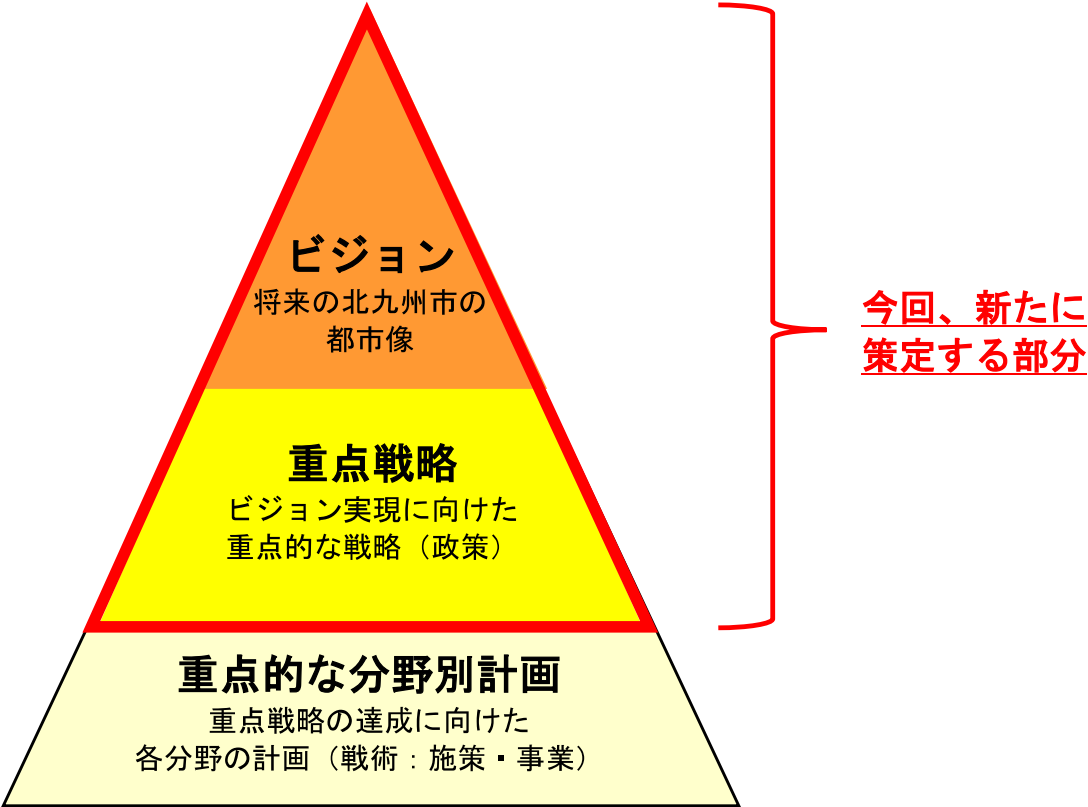 ビジョン
将来の北九州市の
都市像
重点戦略
ビジョン実現に向けた
重点的な戦略（政策）
重点的な分野別計画
重点戦略の達成に向けた
各分野の計画（戦術：施策・事業）
今回、新たに
策定する部分